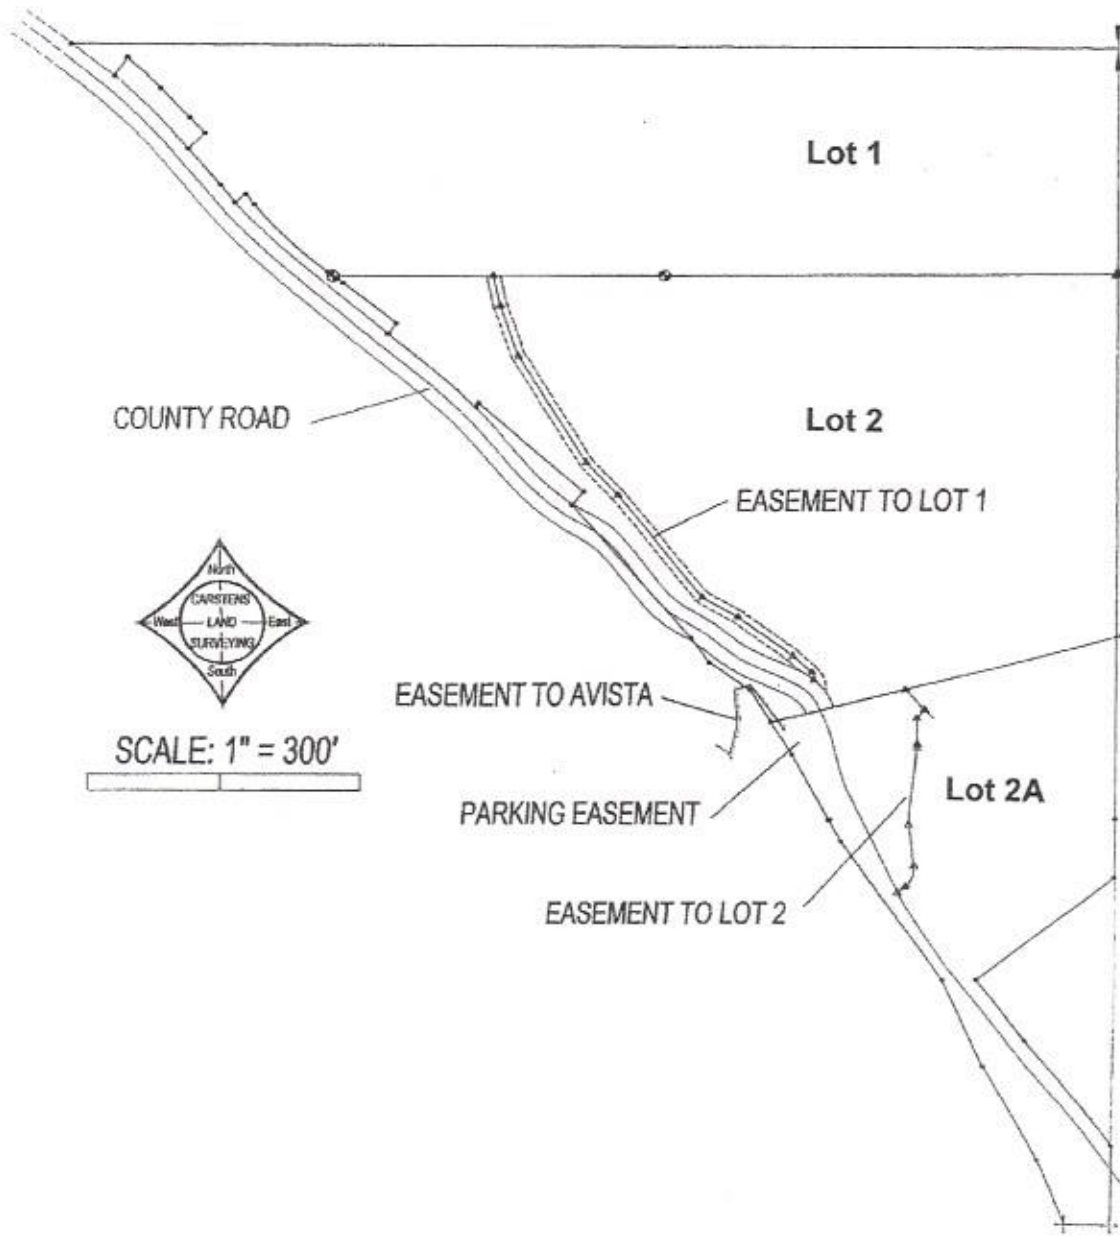 Lot 1
COUNTY ROAD
Lot 2
EASEMENT TO LOT 1
North
CARSTENS
West LAND East
SURVEYING
South
EASEMENT TO AVISTA
SCALE: 1" = 300'
Lot 2A
PARKING EASEMENT
EASEMENT TO LOT 2